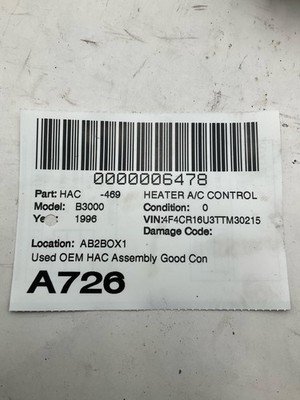 0000006478
Part: HAC -469 HEATER A/C CONTROL
Model: B3000 Condition: 0
1996 VIN:4F4CR16U3TTM30215
Damage Code:
Location: AB2BOX1
Used OEM HAC Assembly Good Con
A726